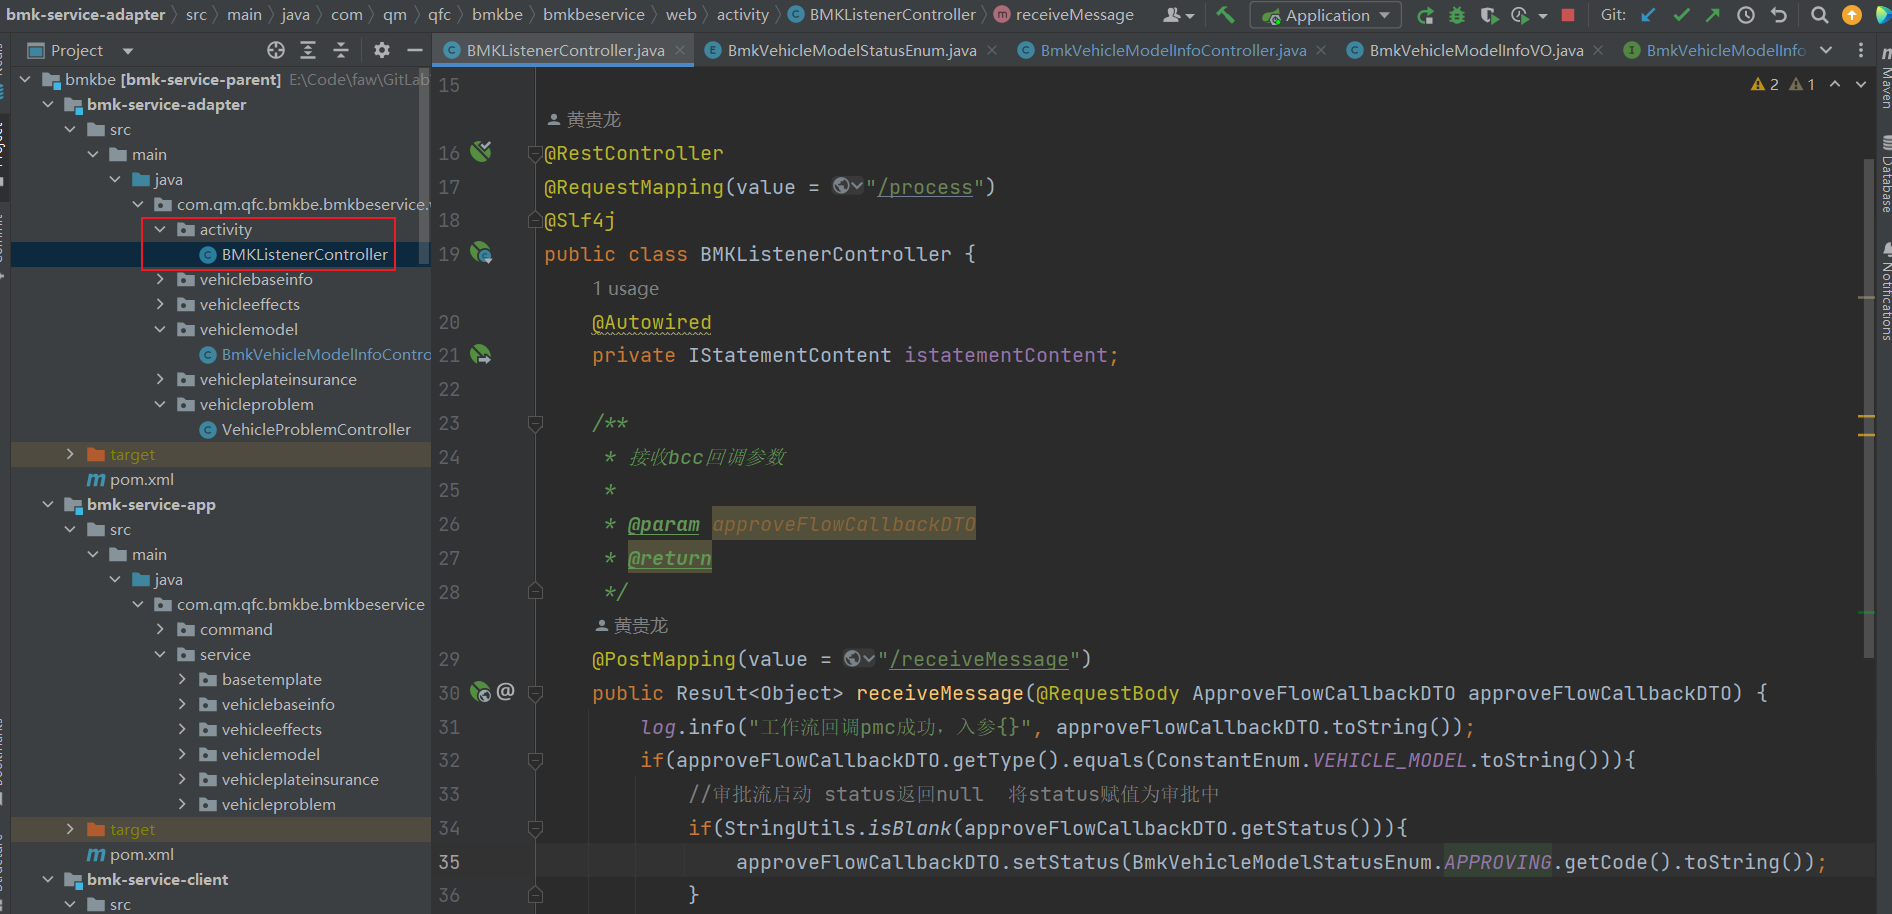 bmk-service-adapter src main java com qm qfc bmkbe bmkbeservice web activity BMKListenerController receiveMessage Application Git:
Project
BMKListenerController.java BmkVehicleModelStatusEnum.java BmkVehicleModelInfoController.java BmkVehicleModelInfoVO.java BmkVehicleModelInfo
bmkbe [bmk-service-parent] E:\Code\faw\GitLab
bmk-service-adapter
src
main
java
com.qm.qfc.bmkbe.bmkbeservice.
activity
BMKListenerController
vehiclebaseinfo
vehicleeffects
vehiclemodel
BmkVehicleModelInfoContro
vehicleplateinsurance
vehicleproblem
VehicleProblemController
target
pom.xml
bmk-service-app
src
main
java
com.qm.qfc.bmkbe.bmkbeservice
command
service
basetemplate
vehiclebaseinfo
vehicleeffects
vehiclemodel
vehicleplateinsurance
vehicleproblem
target
pom.xml
bmk-service-client
src
2 1
15
黄贵龙
16 @RestController
17 @RequestMapping(value = "/process")
18 @Slf4j
19 public class BMKListenerController {
1 usage
20 @Autowired
21 private IStatementContent istatementContent;
22
23 /**
24 * 接收bcc回调参数
25 *
26 * @param approveFlowCallbackDTO
27 * @return
28 */
黄贵龙
29 @PostMapping(value = "/receiveMessage")
30 @ public Result<Object> receiveMessage(@RequestBody ApproveFlowCallbackDTO approveFlowCallbackDTO) {
31 log.info("工作流回调pmc成功，入参{}", approveFlowCallbackDTO.toString());
32 if(approveFlowCallbackDTO.getType().equals(ConstantEnum.VEHICLE_MODEL.toString())){
33 //审批流启动 status返回null 将status赋值为审批中
34 if(StringUtils.isBlank(approveFlowCallbackDTO.getStatus())){
35 approveFlowCallbackDTO.setStatus(BmkVehicleModelStatusEnum.APPROVING.getCode().toString());
36 }
Maven
Database
Notifications